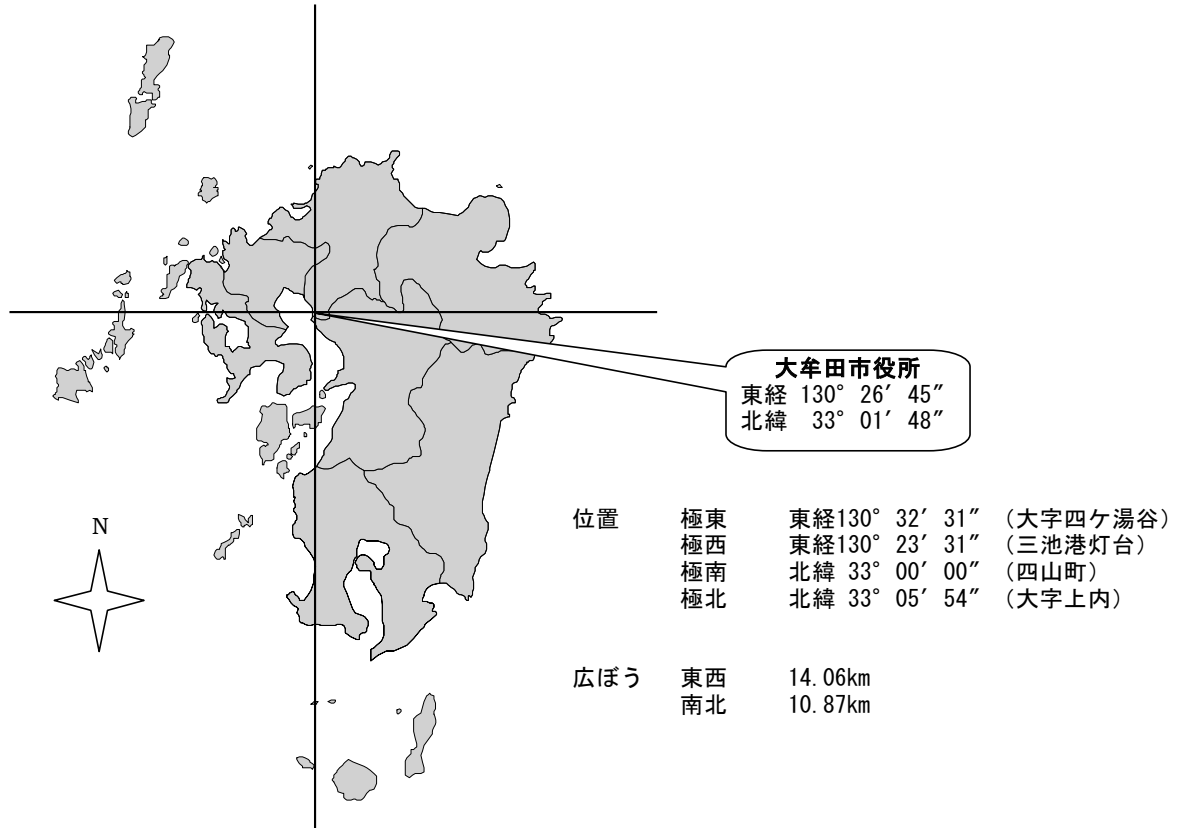 大牟田市役所
東経 130° 26′ 45″
北緯 33° 01′ 48″
N
位置 極東 東経130° 32′ 31″ (大字四ケ湯谷)
極西 東経130° 23′ 31″ (三池港灯台)
極南 北緯 33° 00′ 00″ (四山町)
極北 北緯 33° 05′ 54″ (大字上内)
広ぼう 東西 14.06km
南北 10.87km